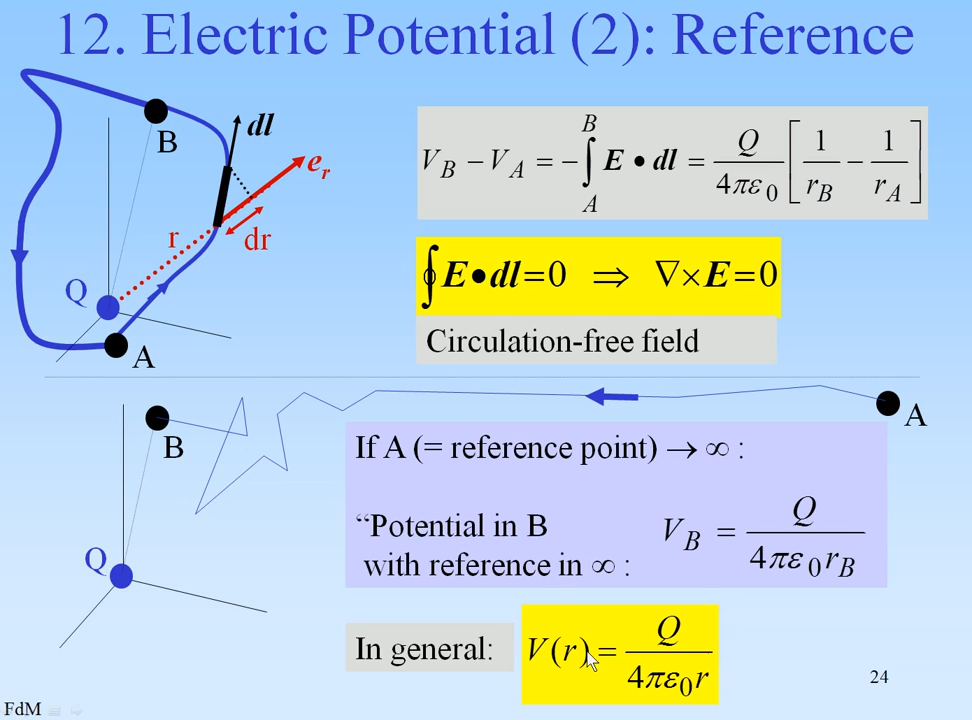 12. Electric Potential (2): Reference
B
dl
e_r
r
dr
Q
A
V_B − V_A = −∫_A^B E • dl = Q/(4πε_0) [1/r_B − 1/r_A]
∮E•dl=0 ⇒ ∇×E=0
Circulation-free field
A
B
Q
If A (= reference point) → ∞ :
“Potential in B
with reference in ∞ :
V_B = Q/(4πε_0 r_B)
In general:
V(r) = Q/(4πε_0 r)
24
FdM